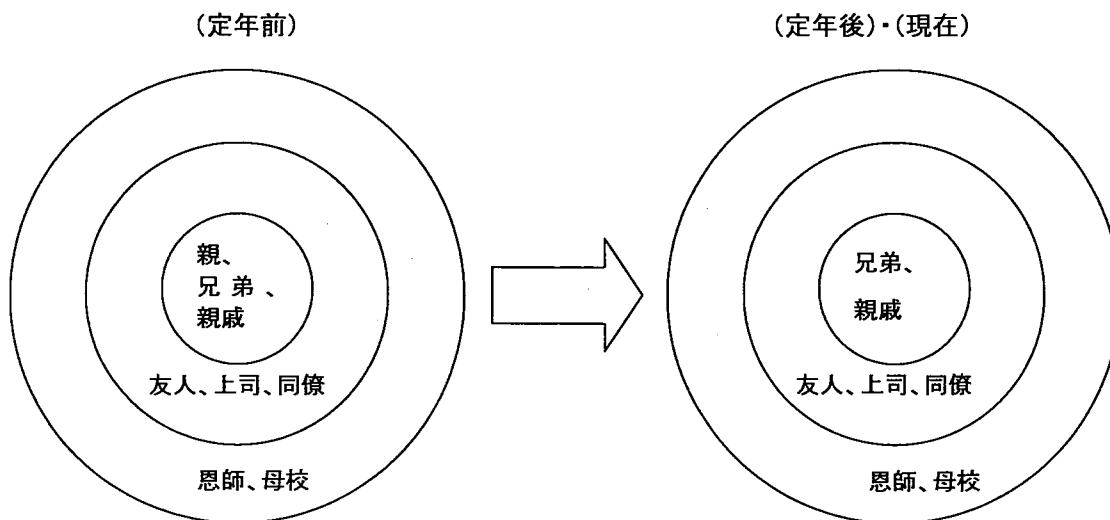 (定年前)
親、
兄弟、
親戚
友人、上司、同僚
恩師、母校
(定年後)・(現在)
兄弟、
親戚
友人、上司、同僚
恩師、母校